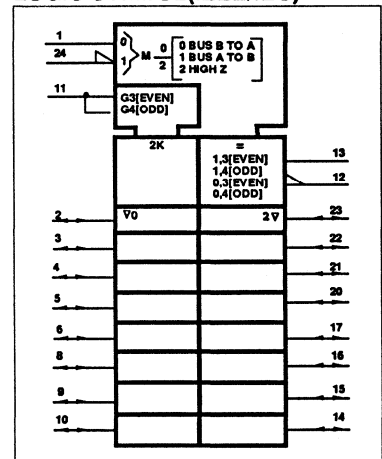 1
24
11
0
1
M
0
2
0 BUS B TO A
1 BUS A TO B
2 HIGH Z
G3[EVEN]
G4[ODD]
2K
=
1,3[EVEN]
1,4[ODD]
0,3[EVEN]
0,4[ODD]
13
12
2
∇0
2∇
23
3
22
4
21
5
20
6
17
8
16
9
15
10
14